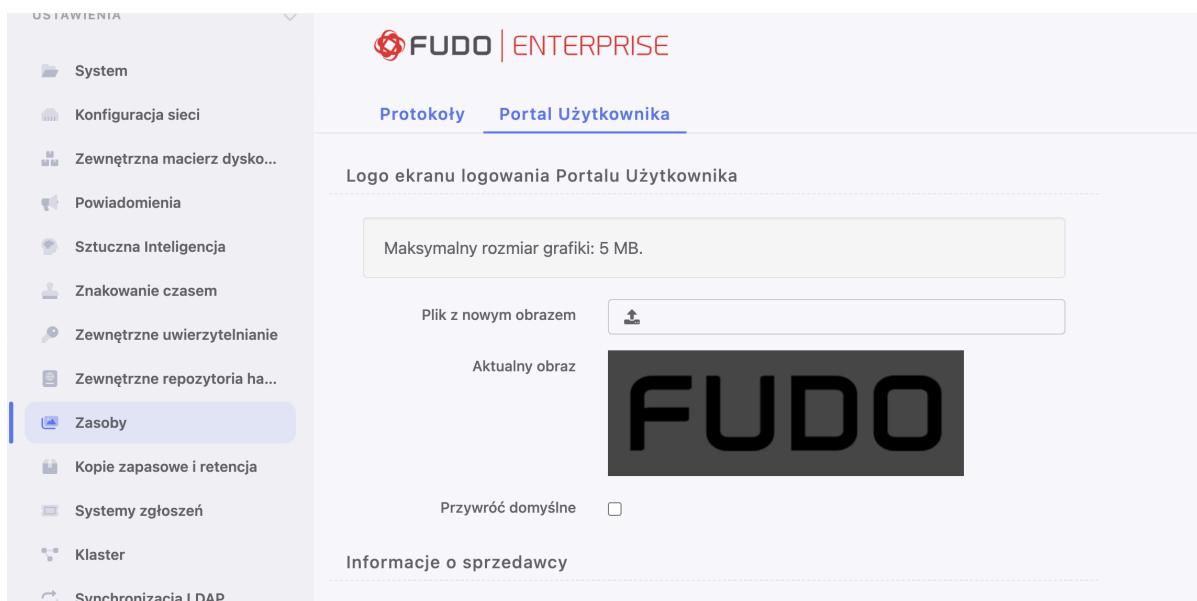 USTAWIENIA
System
Konfiguracja sieci
Zewnętrzna macierz dysko...
Powiadomienia
Sztuczna Inteligencja
Znakowanie czasem
Zewnętrzne uwierzytelnianie
Zewnętrzne repozytoria ha...
Zasoby
Kopie zapasowe i retencja
Systemy zgłoszeń
Klaster
Synchronizacja LDAP
FUDO ENTERPRISE
Protokoły Portal Użytkownika
Logo ekranu logowania Portalu Użytkownika
Maksymalny rozmiar grafiki: 5 MB.
Plik z nowym obrazem
Aktualny obraz
FUDO
Przywróć domyślne
Informacje o sprzedawcy